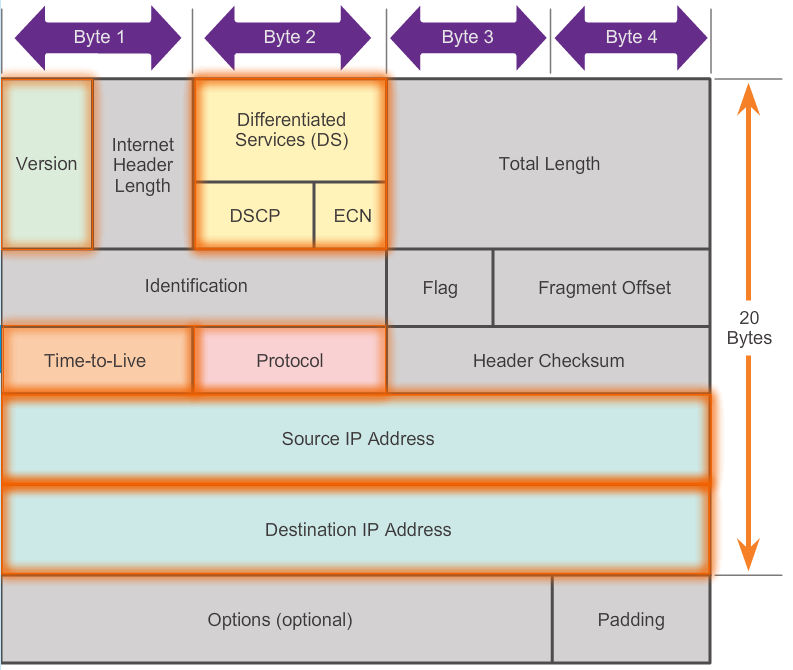 Byte 1
Byte 2
Byte 3
Byte 4
Version
Internet
Header
Length
Differentiated
Services (DS)
DSCP
ECN
Total Length
Identification
Flag
Fragment Offset
Time-to-Live
Protocol
Header Checksum
20
Bytes
Source IP Address
Destination IP Address
Options (optional)
Padding